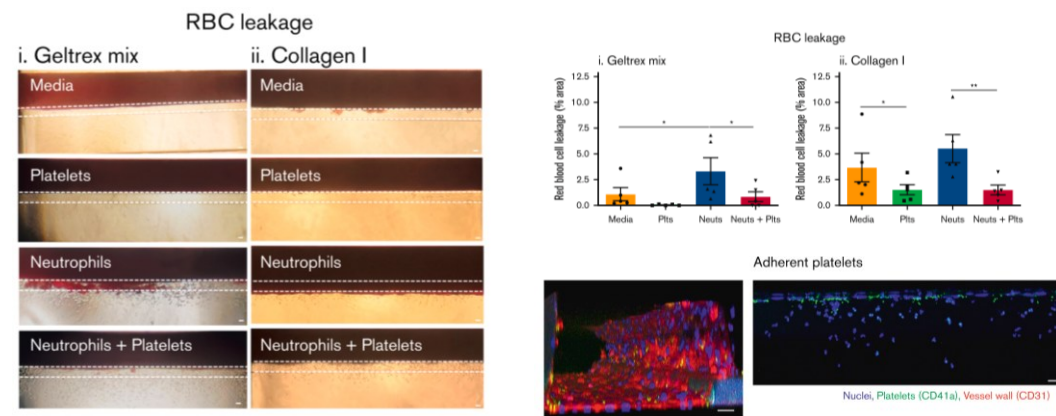 RBC leakage
i. Geltrex mix
ii. Collagen I
Media
Media
Platelets
Platelets
Neutrophils
Neutrophils
Neutrophils + Platelets
Neutrophils + Platelets
RBC leakage
i. Geltrex mix
Red blood cell leakage (% area)
12.5
10.0
7.5
5.0
2.5
0.0
*
*
Media
Plts
Neuts
Neuts + Plts
ii. Collagen I
Red blood cell leakage (% area)
12.5
10.0
7.5
5.0
2.5
0.0
*
**
Media
Plts
Neuts
Neuts + Plts
Adherent platelets
Nuclei, Platelets (CD41a), Vessel wall (CD31)